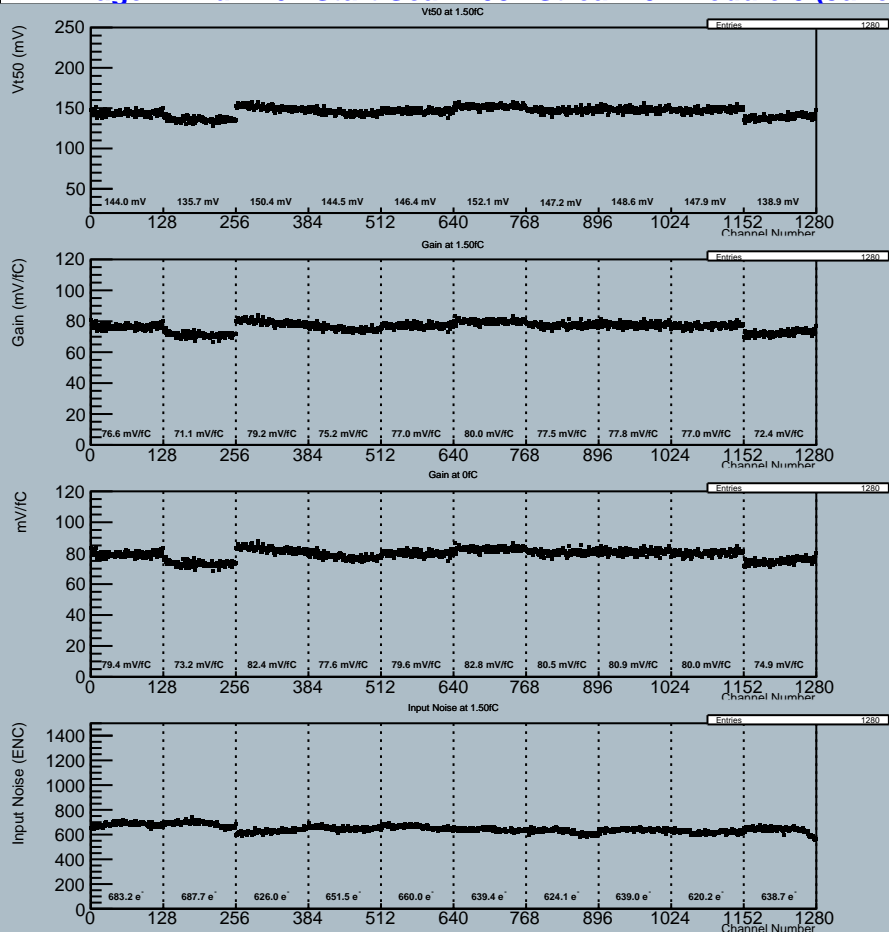 Vt50 at 1.50fC
Entries 1280
Vt50 (mV)
250
200
150
100
50
144.0 mV 135.7 mV 150.4 mV 144.5 mV 146.4 mV 152.1 mV 147.2 mV 148.6 mV 147.9 mV 138.9 mV
0 128 256 384 512 640 768 896 1024 1152 1280
Channel Number
Gain at 1.50fC
Entries 1280
Gain (mV/fC)
120
100
80
60
40
20
0
76.6 mV/fC 71.1 mV/fC 79.2 mV/fC 75.2 mV/fC 77.0 mV/fC 80.0 mV/fC 77.5 mV/fC 77.8 mV/fC 77.0 mV/fC 72.4 mV/fC
0 128 256 384 512 640 768 896 1024 1152 1280
Channel Number
Gain at 0fC
Entries 1280
mV/fC
120
100
80
60
40
20
0
79.4 mV/fC 73.2 mV/fC 82.4 mV/fC 77.6 mV/fC 79.6 mV/fC 82.8 mV/fC 80.5 mV/fC 80.9 mV/fC 80.0 mV/fC 74.9 mV/fC
0 128 256 384 512 640 768 896 1024 1152 1280
Channel Number
Input Noise at 1.50fC
Entries 1280
Input Noise (ENC)
1400
1200
1000
800
600
400
200
0
683.2 e⁻ 687.7 e⁻ 626.0 e⁻ 651.5 e⁻ 660.0 e⁻ 639.4 e⁻ 624.1 e⁻ 639.0 e⁻ 620.2 e⁻ 638.7 e⁻
0 128 256 384 512 640 768 896 1024 1152 1280
Channel Number